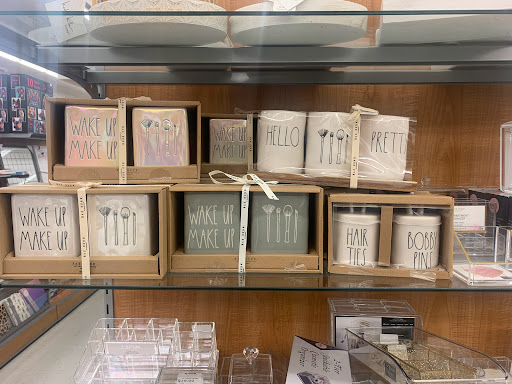 WAKE UP
MAKE UP
WAKE UP
MAKE UP
HELLO
PRETT
WAKE UP
MAKE UP
WAKE UP
MAKE UP
HAIR
TIES
BOBBY
PINS